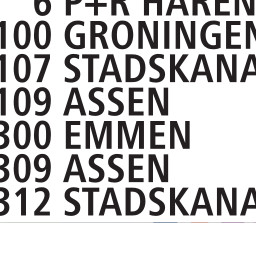 6 P+R HAREN
100 GRONINGEN
107 STADSKANA
109 ASSEN
300 EMMEN
309 ASSEN
312 STADSKANA